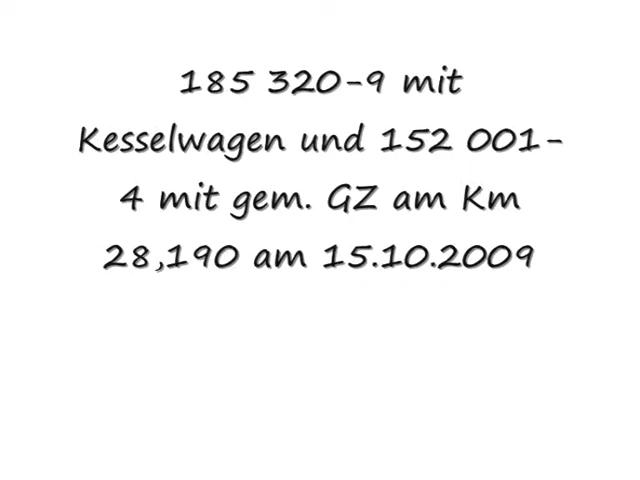 185 320-9 mit
Kesselwagen und 152 001-
4 mit gem. GZ am Km
28,190 am 15.10.2009